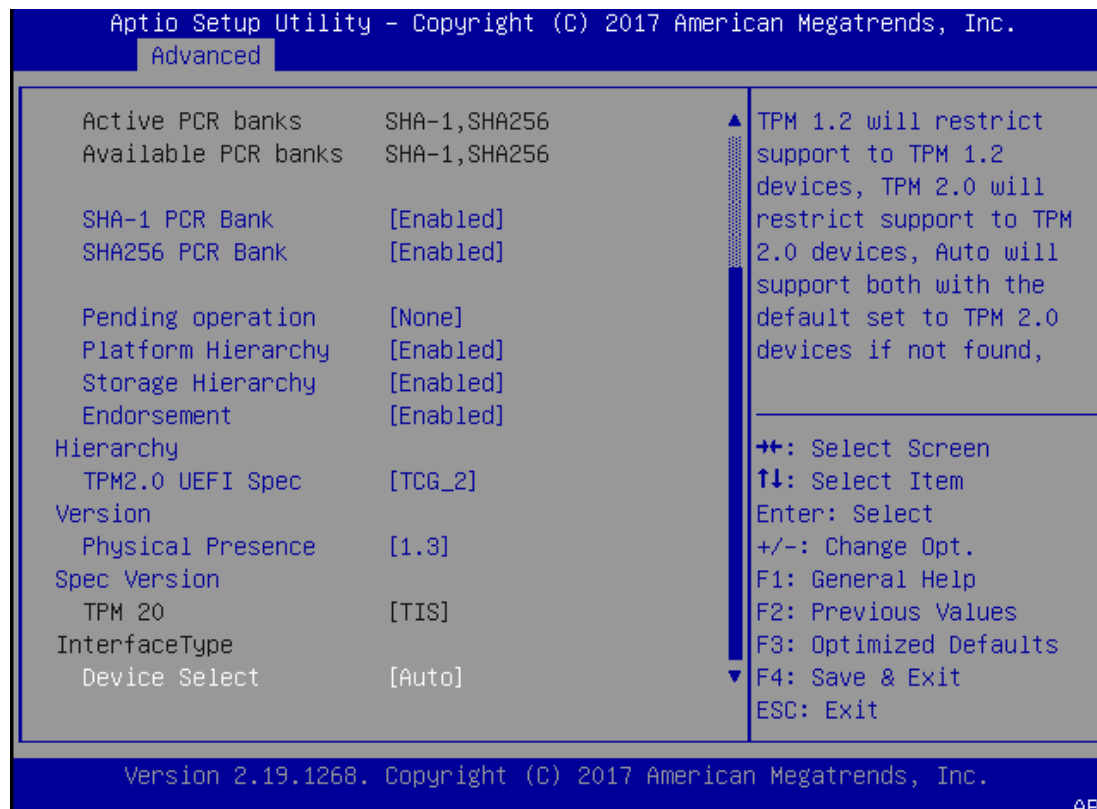 Aptio Setup Utility – Copyright (C) 2017 American Megatrends, Inc.
Advanced
Active PCR banks SHA-1,SHA256
Available PCR banks SHA-1,SHA256
SHA-1 PCR Bank [Enabled]
SHA256 PCR Bank [Enabled]
Pending operation [None]
Platform Hierarchy [Enabled]
Storage Hierarchy [Enabled]
Endorsement [Enabled]
Hierarchy
TPM2.0 UEFI Spec [TCG_2]
Version
Physical Presence [1.3]
Spec Version
TPM 20 [TIS]
InterfaceType
Device Select [Auto]
TPM 1.2 will restrict
support to TPM 1.2
devices, TPM 2.0 will
restrict support to TPM
2.0 devices, Auto will
support both with the
default set to TPM 2.0
devices if not found,
→←: Select Screen
↑↓: Select Item
Enter: Select
+/-: Change Opt.
F1: General Help
F2: Previous Values
F3: Optimized Defaults
F4: Save & Exit
ESC: Exit
Version 2.19.1268. Copyright (C) 2017 American Megatrends, Inc.